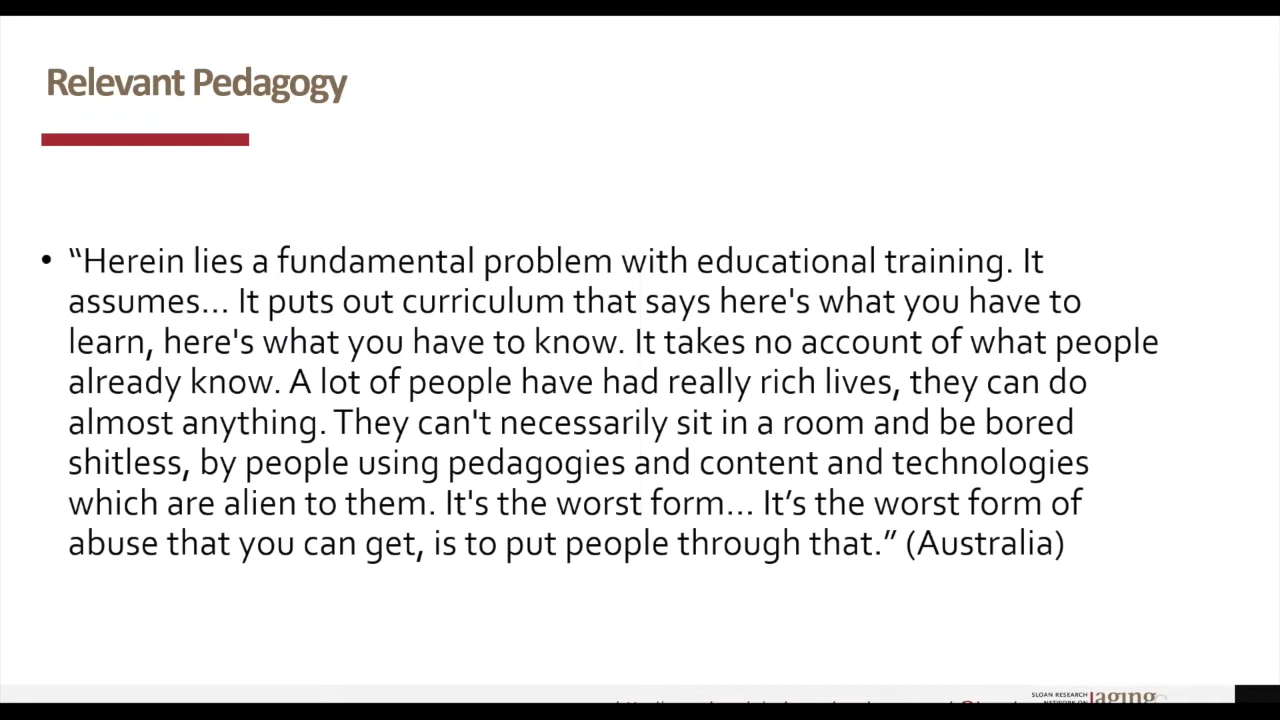 Relevant Pedagogy
• “Herein lies a fundamental problem with educational training. It
assumes... It puts out curriculum that says here's what you have to
learn, here's what you have to know. It takes no account of what people
already know. A lot of people have had really rich lives, they can do
almost anything. They can't necessarily sit in a room and be bored
shitless, by people using pedagogies and content and technologies
which are alien to them. It's the worst form... It’s the worst form of
abuse that you can get, is to put people through that.” (Australia)
SLOAN RESEARCH
NETWORK ON
aging